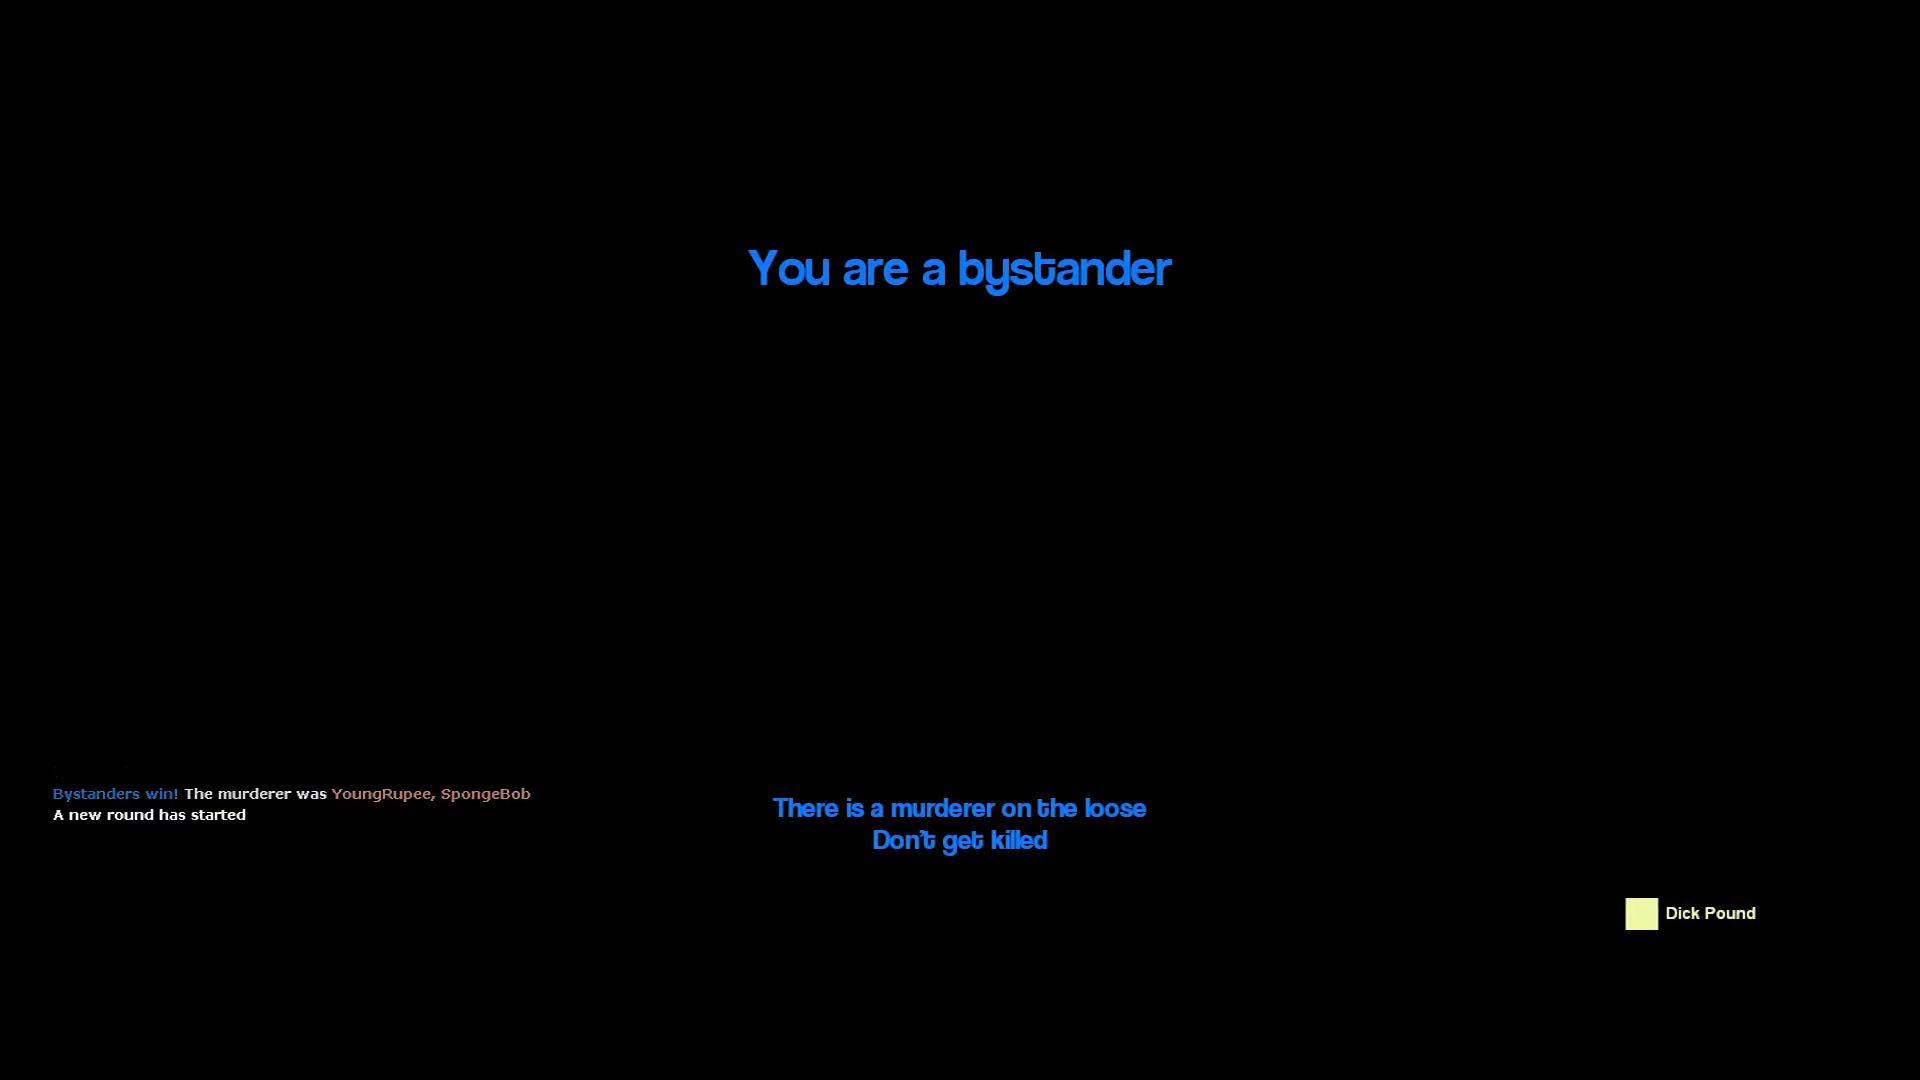 You are a bystander
Bystanders win! The murderer was YoungRupee, SpongeBob
A new round has started
There is a murderer on the loose
Don't get killed
Dick Pound